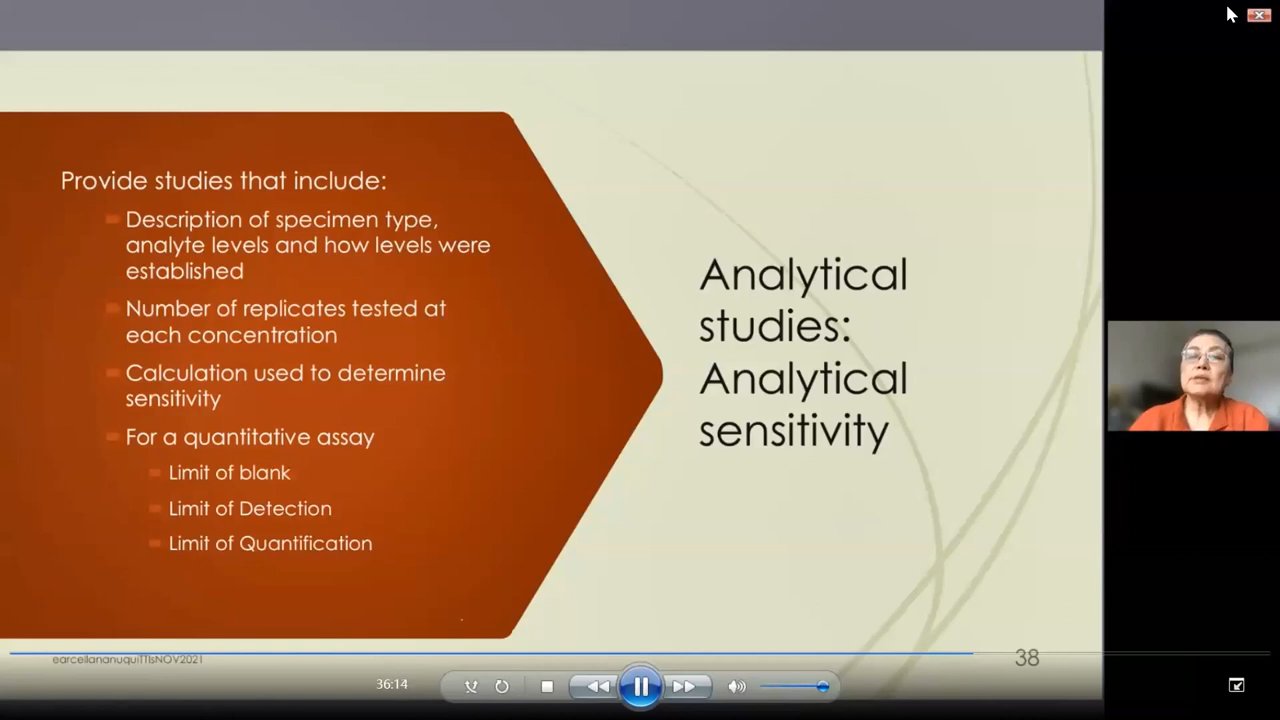 Provide studies that include:
Description of specimen type,
analyte levels and how levels were
established
Number of replicates tested at
each concentration
Calculation used to determine
sensitivity
For a quantitative assay
Limit of blank
Limit of Detection
Limit of Quantification
Analytical
studies:
Analytical
sensitivity
earcellananuquiTTIsNOV2021
38
36:14